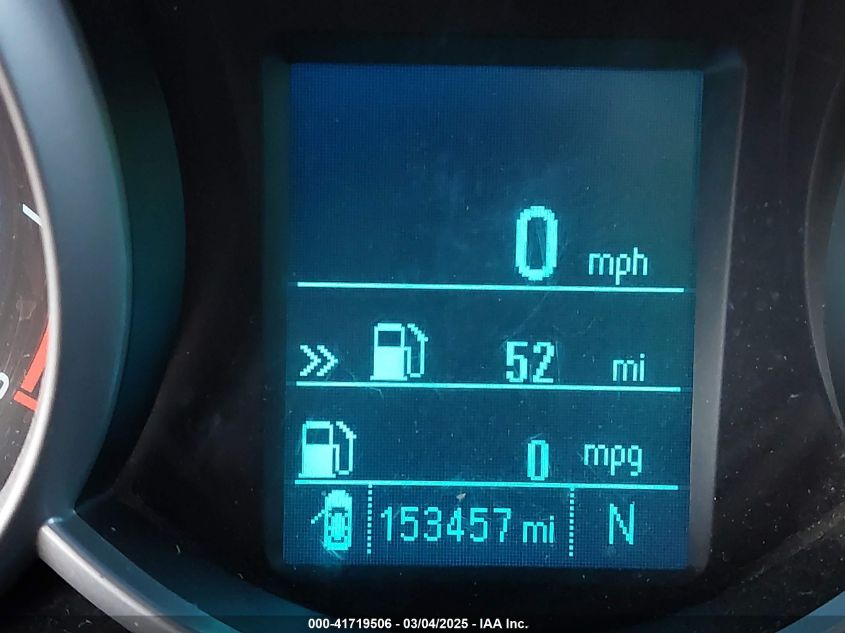 0 mph
» 52 mi
0 mpg
153457 mi N
000-41719506 - 03/04/2025 - IAA Inc.